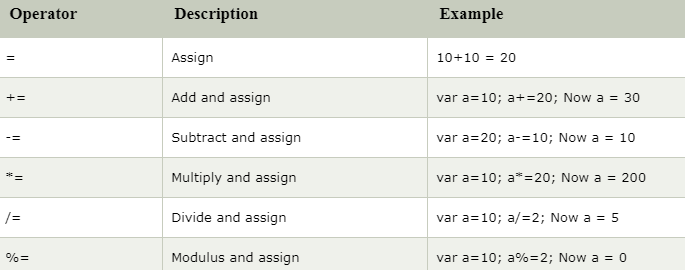 Operator Description Example
= Assign 10+10 = 20
+= Add and assign var a=10; a+=20; Now a = 30
-= Subtract and assign var a=20; a-=10; Now a = 10
*= Multiply and assign var a=10; a*=20; Now a = 200
/= Divide and assign var a=10; a/=2; Now a = 5
%= Modulus and assign var a=10; a%=2; Now a = 0